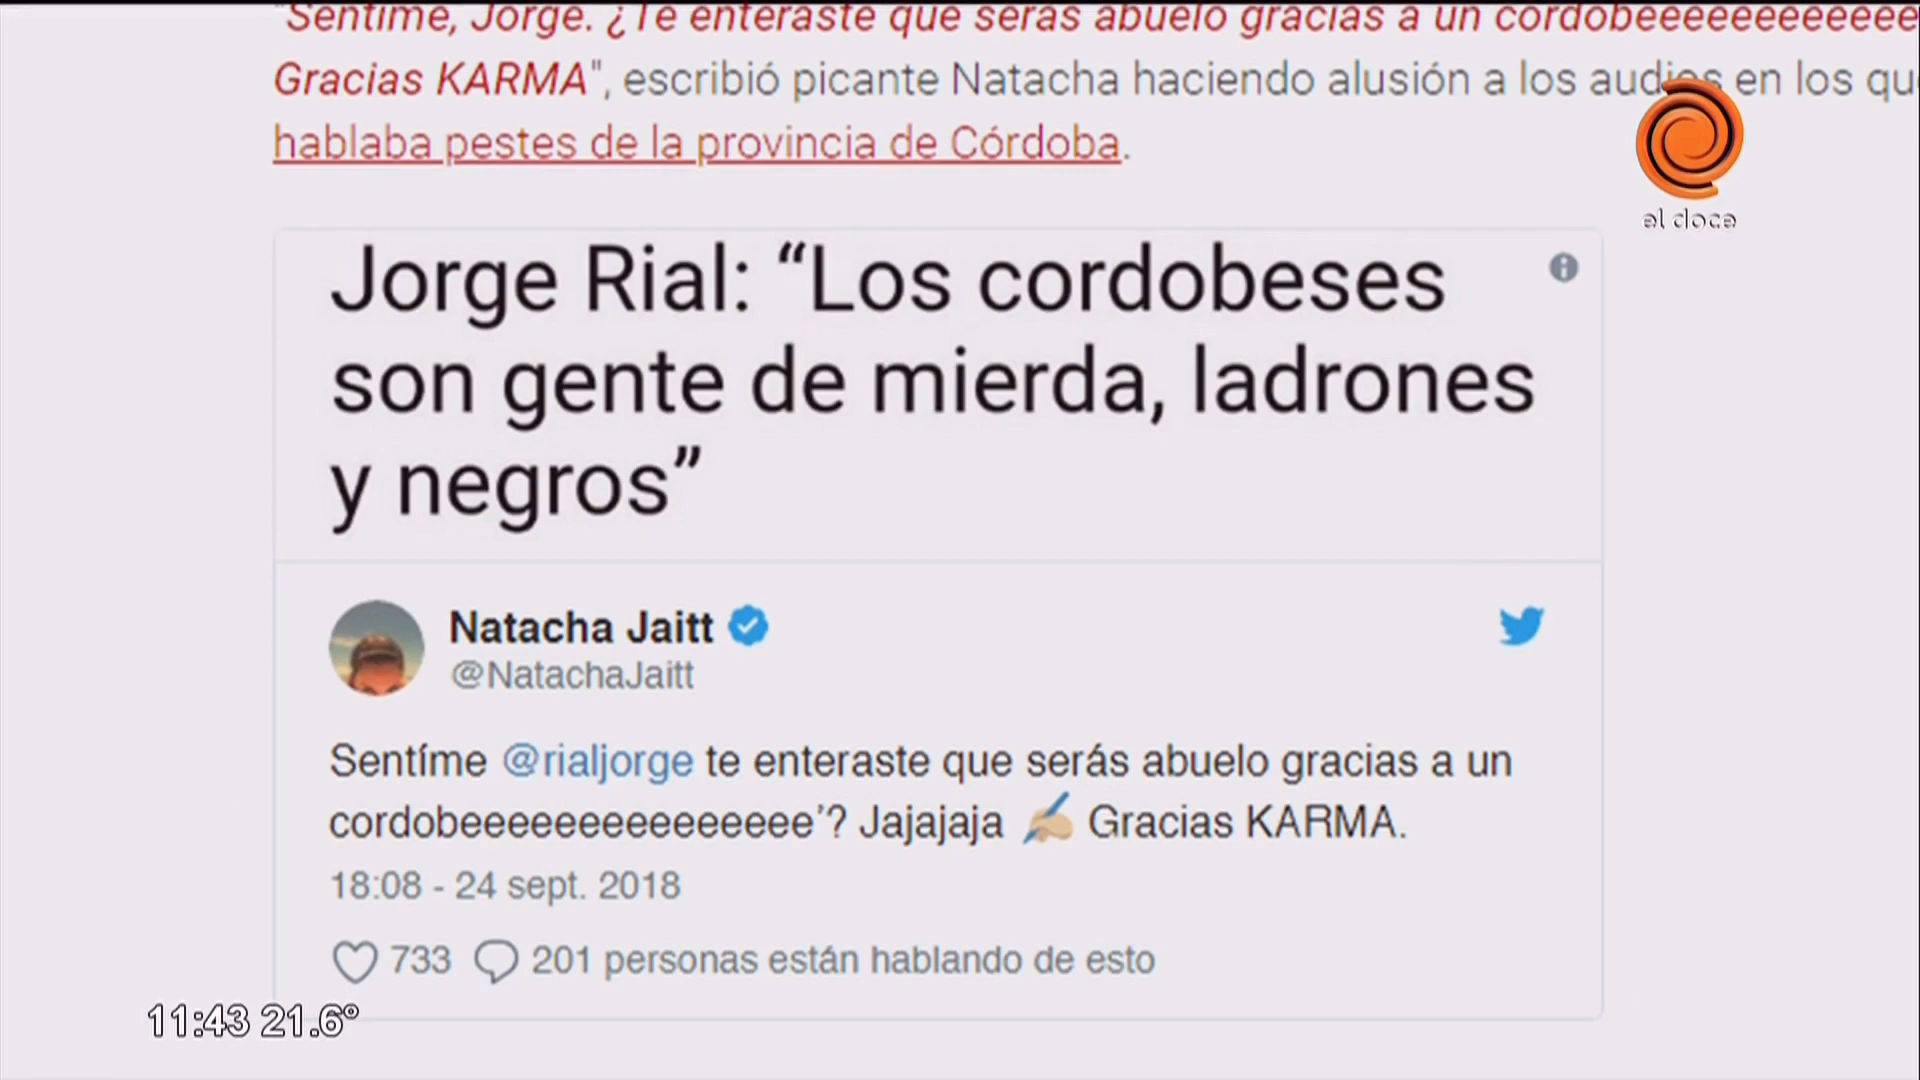 "Sentíme, Jorge. ¿Te enteraste que serás abuelo gracias a un cordobeeeeeeeeeeee
Gracias KARMA", escribió picante Natacha haciendo alusión a los audios en los qu
hablaba pestes de la provincia de Córdoba.
el doce
Jorge Rial: “Los cordobeses
son gente de mierda, ladrones
y negros”
Natacha Jaitt
@NatachaJaitt
Sentíme @rialjorge te enteraste que serás abuelo gracias a un
cordobeeeeeeeeeeeeeee’? Jajajaja ✍🏼 Gracias KARMA.
18:08 - 24 sept. 2018
733 201 personas están hablando de esto
11:43 21.6°